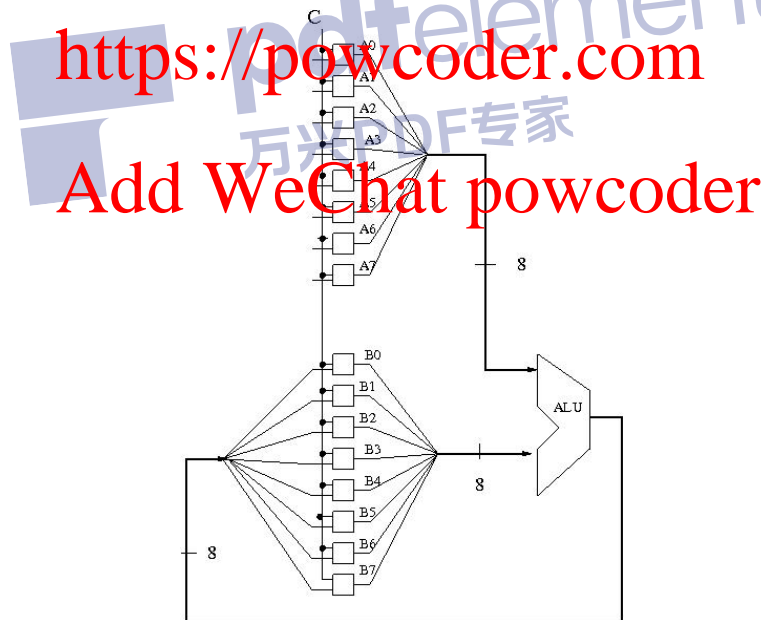 C
pdfelement
https://powcoder.com
A0
A1
A2
万兴PDF专家
A3
A4
Add WeChat powcoder
A5
A6
A7
8
B0
B1
ALU
B2
B3
B4
8
B5
B6
8
B7